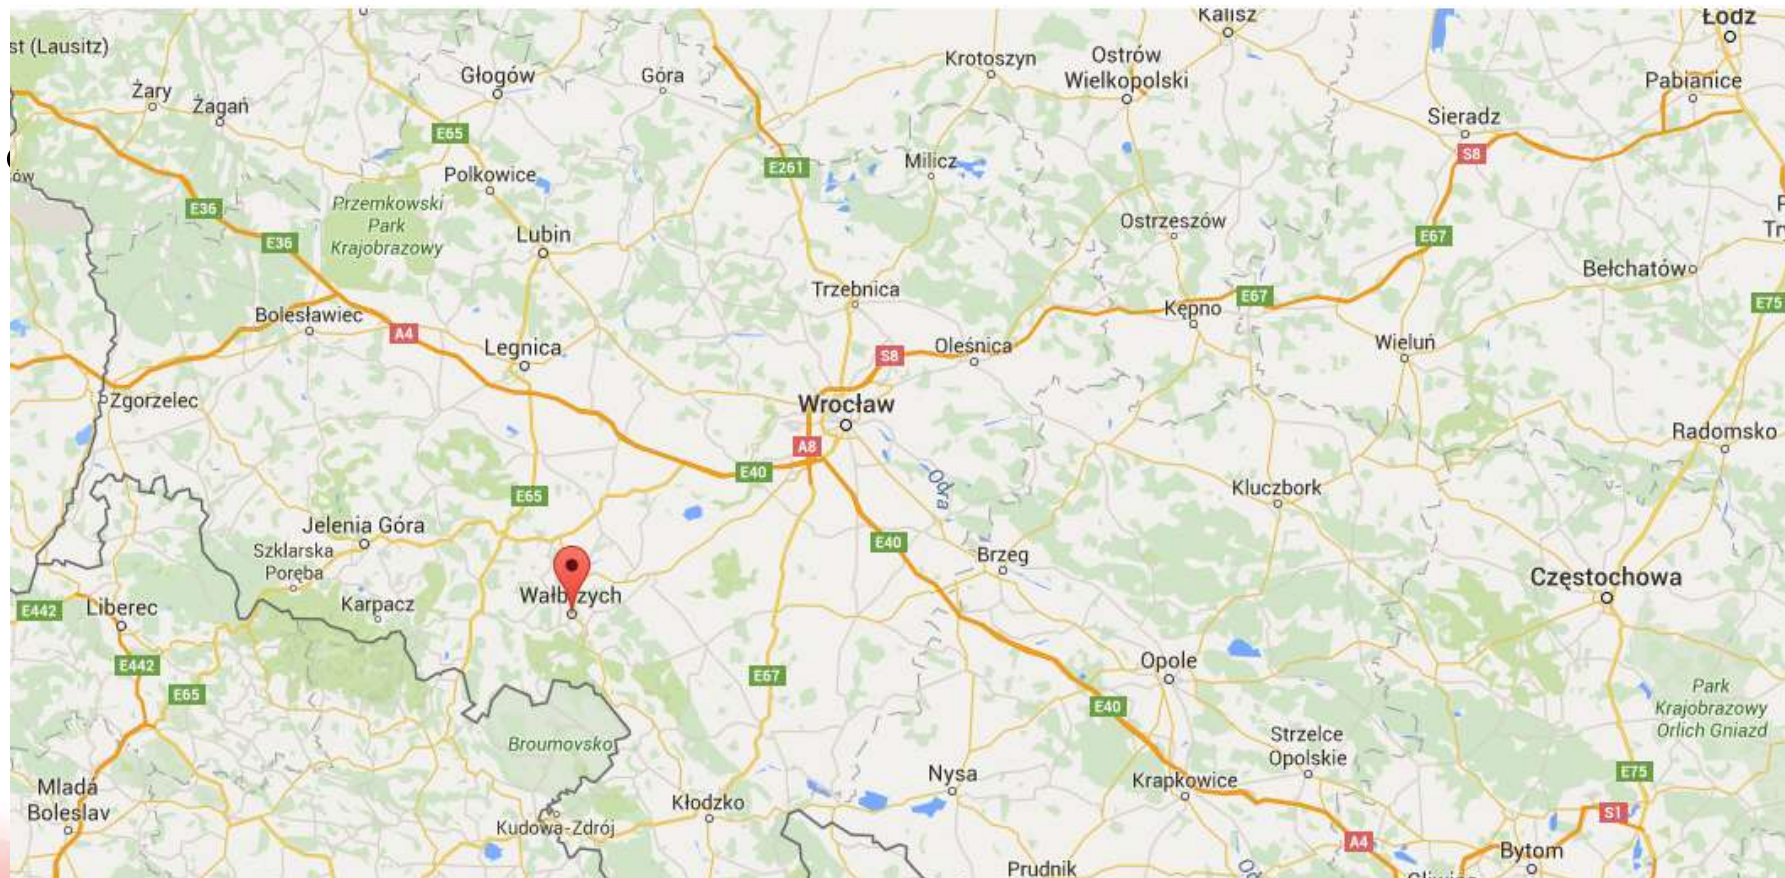 Kalisz
Łódź
st (Lausitz)
Głogów
Góra
Krotoszyn
Ostrów
Wielkopolski
Pabianice
Żary
Żagań
Sieradz
E65
S8
E261
Milicz
Polkowice
ów
Przemkowski
Park
Krajobrazowy
E36
Ostrzeszów
E36
Lubin
E67
Bełchatów
Trzebnica
E67
E75
Kępno
Bolesławiec
A4
Legnica
S8
Oleśnica
Wieluń
Zgorzelec
Wrocław
A8
Radomsko
E40
Odra
Kluczbork
E65
Jelenia Góra
Szklarska
Poręba
E40
Brzeg
Częstochowa
Wałbrzych
Karpacz
E442
Liberec
E442
E65
E67
Opole
E40
Park
Krajobrazowy
Orlich Gniazd
Broumovsko
Strzelce
Opolskie
Nysa
Krapkowice
E75
Mladá
Boleslav
Kłodzko
Kudowa-Zdrój
S1
A4
Bytom
Prudnik